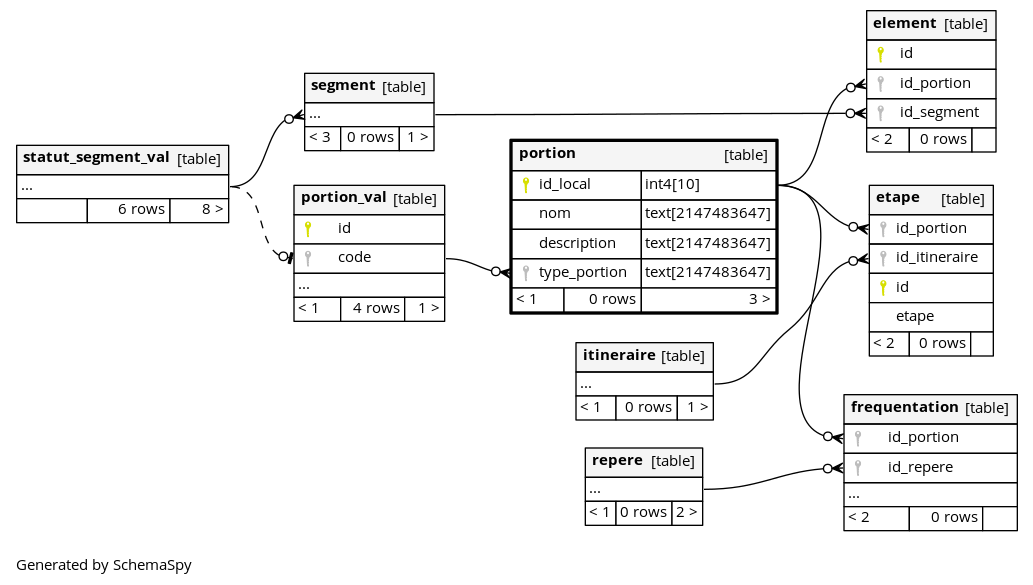 element [table]
id
id_portion
id_segment
< 2 0 rows
segment [table]
...
< 3 0 rows 1 >
statut_segment_val [table]
...
6 rows 8 >
portion [table]
id_local int4[10]
nom text[2147483647]
description text[2147483647]
type_portion text[2147483647]
< 1 0 rows 3 >
portion_val [table]
id
code
...
< 1 4 rows 1 >
etape [table]
id_portion
id_itineraire
id
etape
< 2 0 rows
itineraire [table]
...
< 1 0 rows 1 >
frequentation [table]
id_portion
id_repere
...
< 2 0 rows
repere [table]
...
< 1 0 rows 2 >
Generated by SchemaSpy